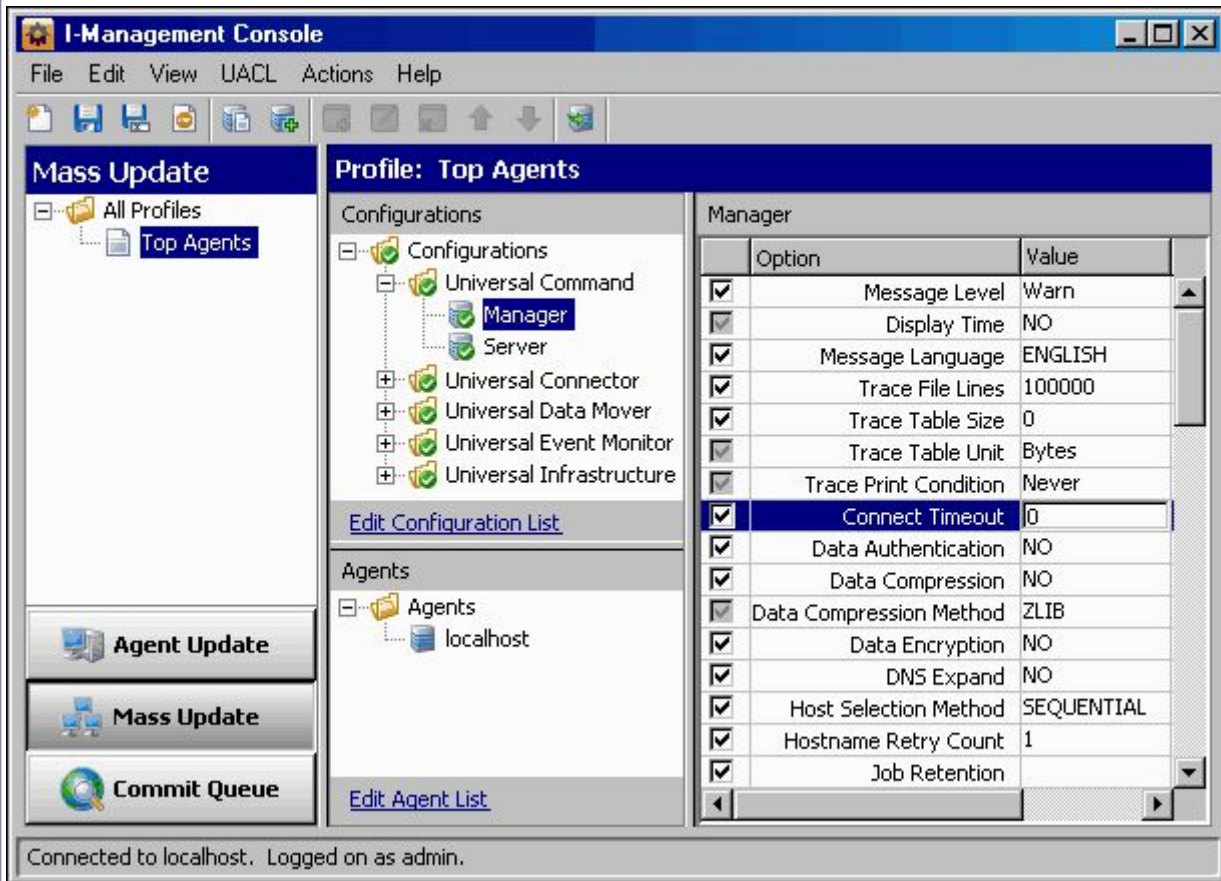 I-Management Console
File Edit View UACL Actions Help
Mass Update
All Profiles
Top Agents
Agent Update
Mass Update
Commit Queue
Profile: Top Agents
Configurations
Configurations
Universal Command
Manager
Server
Universal Connector
Universal Data Mover
Universal Event Monitor
Universal Infrastructure
Edit Configuration List
Agents
Agents
localhost
Edit Agent List
Manager
Option Value
Message Level Warn
Display Time NO
Message Language ENGLISH
Trace File Lines 100000
Trace Table Size 0
Trace Table Unit Bytes
Trace Print Condition Never
Connect Timeout 0
Data Authentication NO
Data Compression NO
Data Compression Method ZLIB
Data Encryption NO
DNS Expand NO
Host Selection Method SEQUENTIAL
Hostname Retry Count 1
Job Retention
Connected to localhost. Logged on as admin.